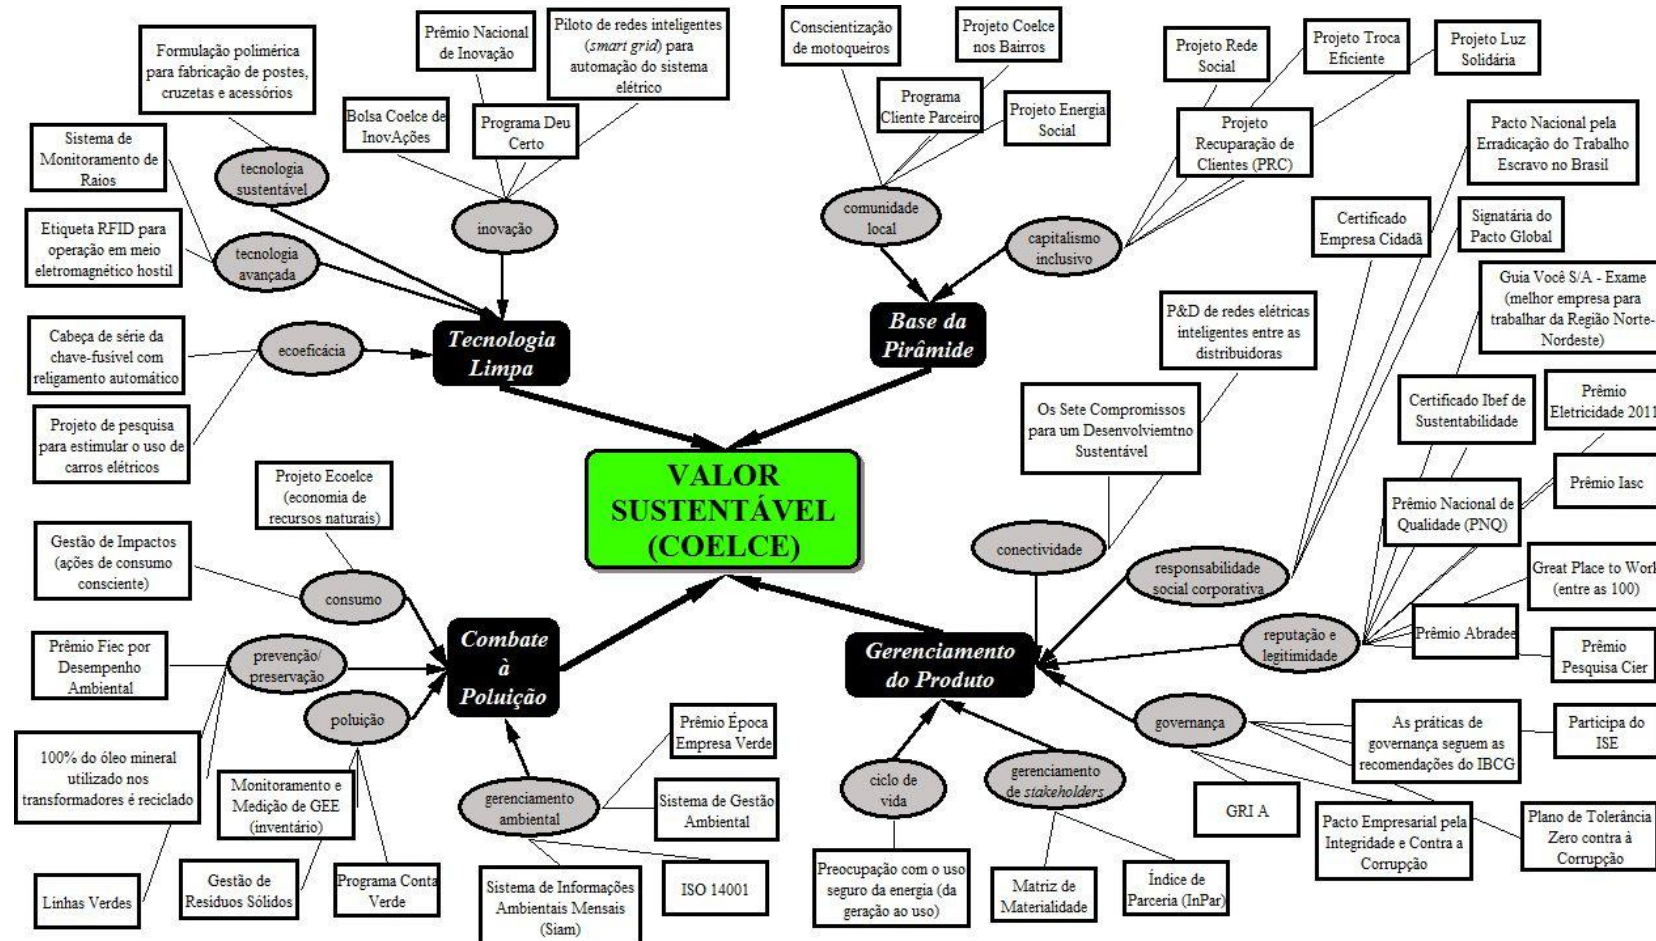 Formulação polimérica
para fabricação de postes,
cruzetas e acessórios
Prêmio Nacional
de Inovação
Piloto de redes inteligentes
(smart grid) para
automação do sistema
elétrico
Bolsa Coelce de
InovAções
Programa Deu
Certo
Sistema de
Monitoramento de
Raios
Etiqueta RFID para
operação em meio
eletromagnético hostil
tecnologia
sustentável
tecnologia
avançada
inovação
Cabeça de série da
chave-fusivel com
religamento automático
ecoeficácia
Projeto de pesquisa
para estimular o uso de
carros elétricos
Tecnologia
Limpa
Conscientização
de motoqueiros
Projeto Coelce
nos Bairros
Programa
Cliente Parceiro
Projeto Energia
Social
Projeto Rede
Social
Projeto Troca
Eficiente
Projeto Luz
Solidária
Projeto
Recuparação de
Clientes (PRC)
comunidade
local
capitalismo
inclusivo
Base da
Pirâmide
VALOR
SUSTENTÁVEL
(COELCE)
Pacto Nacional pela
Erradicação do Trabalho
Escravo no Brasil
Certificado
Empresa Cidadã
Signatária do
Pacto Global
Guia Você S/A - Exame
(melhor empresa para
trabalhar da Região Norte-
Nordeste)
P&D de redes elétricas
inteligentes entre as
distribuidoras
Os Sete Compromissos
para um Desenvolviemtno
Sustentável
Certificado Ibef de
Sustentabilidade
Prêmio
Eletricidade 2011
Prêmio Iasc
Prêmio Nacional de
Qualidade (PNQ)
Great Place to Work
(entre as 100)
Prêmio Abradee
Prêmio
Pesquisa Cier
conectividade
responsabilidade
social corporativa
reputação e
legitimidade
governança
Gerenciamento
do Produto
As práticas de
governança seguem as
recomendações do IBCG
Participa do
ISE
GRI A
Pacto Empresarial pela
Integridade e Contra a
Corrupção
Plano de Tolerância
Zero contra à
Corrupção
ciclo de
vida
gerenciamento
de stakeholders
Preocupação com o uso
seguro da energia (da
geração ao uso)
Matriz de
Materialidade
Índice de
Parceria (InPar)
Projeto Ecoelce
(economia de
recursos naturais)
Gestão de Impactos
(ações de consumo
consciente)
consumo
Prêmio Fiec por
Desempenho
Ambiental
prevenção/
preservação
poluição
Combate
à
Poluição
100% do óleo mineral
utilizado nos
transformadores é reciclado
Monitoramento e
Medição de GEE
(inventário)
Linhas Verdes
Gestão de
Resíduos Sólidos
Programa Conta
Verde
gerenciamento
ambiental
Prêmio Época
Empresa Verde
Sistema de Gestão
Ambiental
Sistema de Informações
Ambientais Mensais
(Siam)
ISO 14001